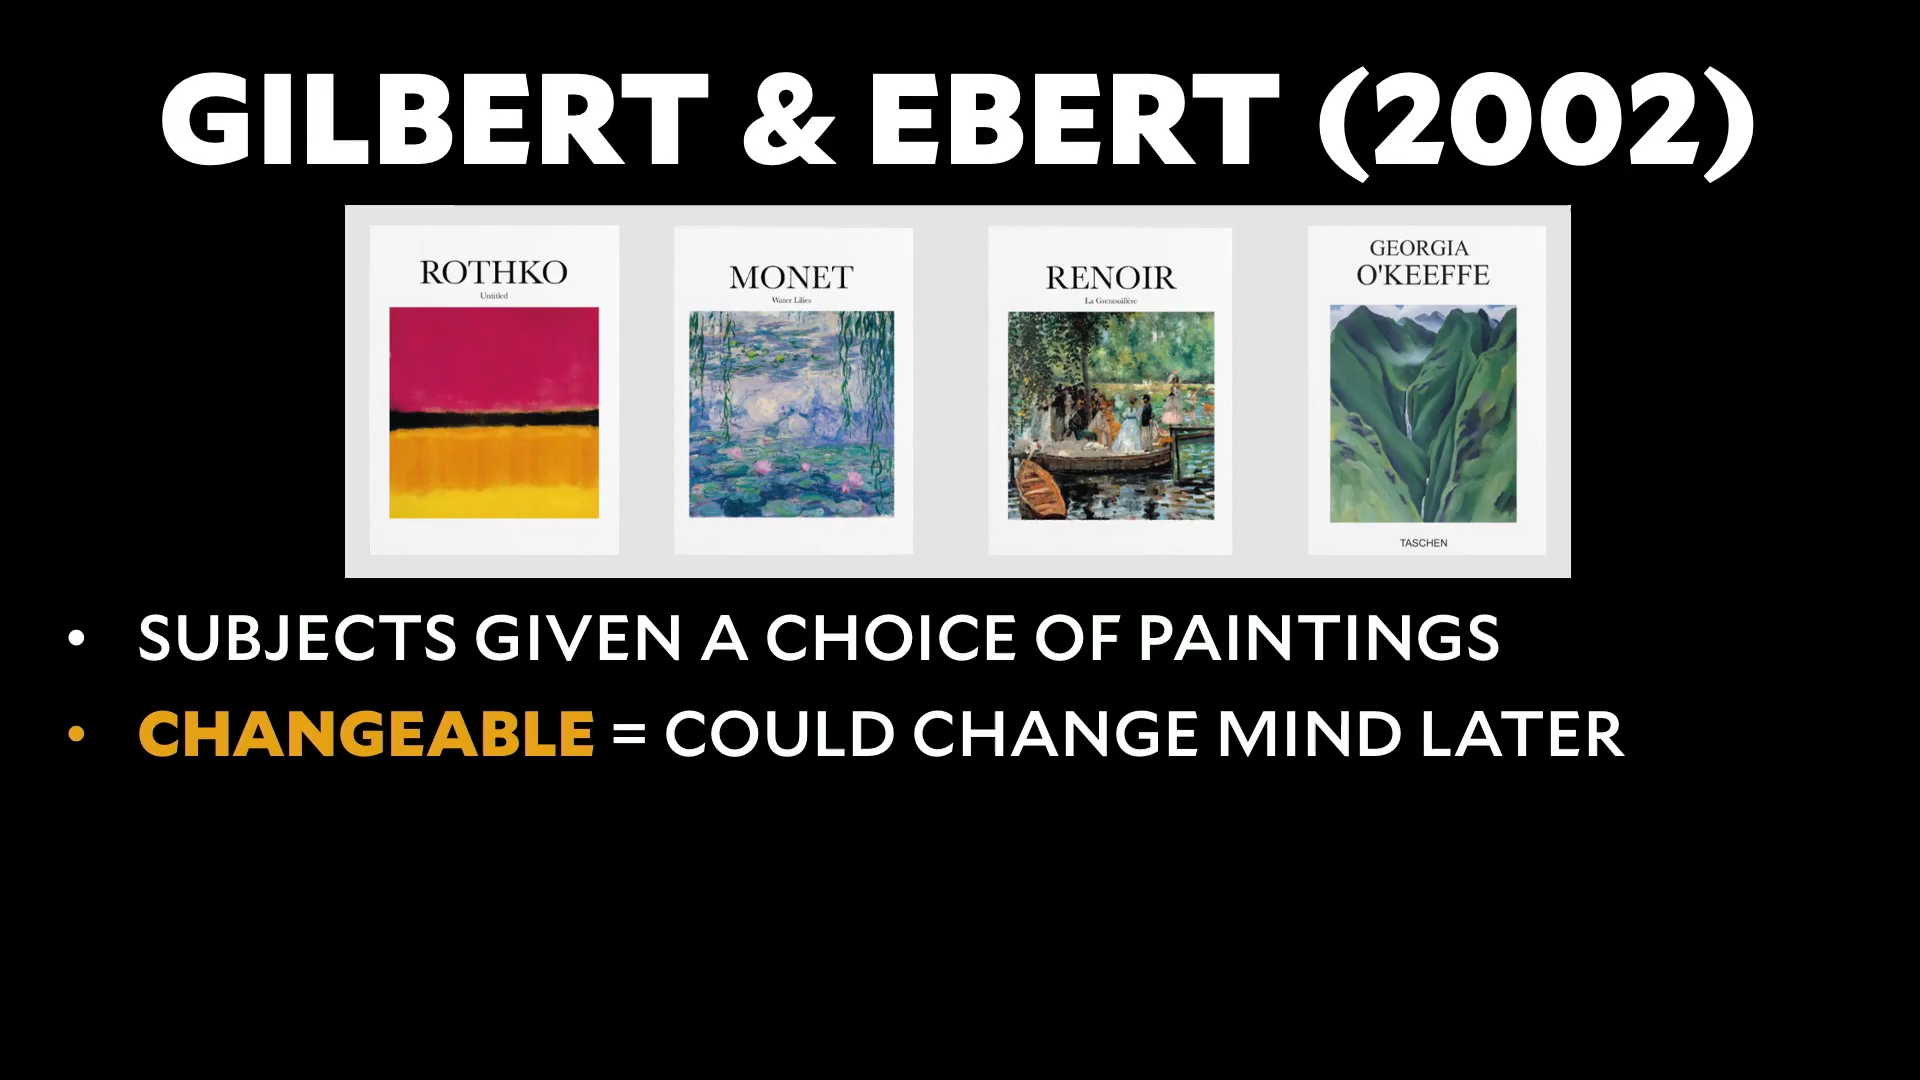 GILBERT & EBERT (2002)
ROTHKO
Untitled
MONET
Water Lilies
RENOIR
La Grenouillère
GEORGIA
O'KEEFFE
TASCHEN
• SUBJECTS GIVEN A CHOICE OF PAINTINGS
• CHANGEABLE = COULD CHANGE MIND LATER